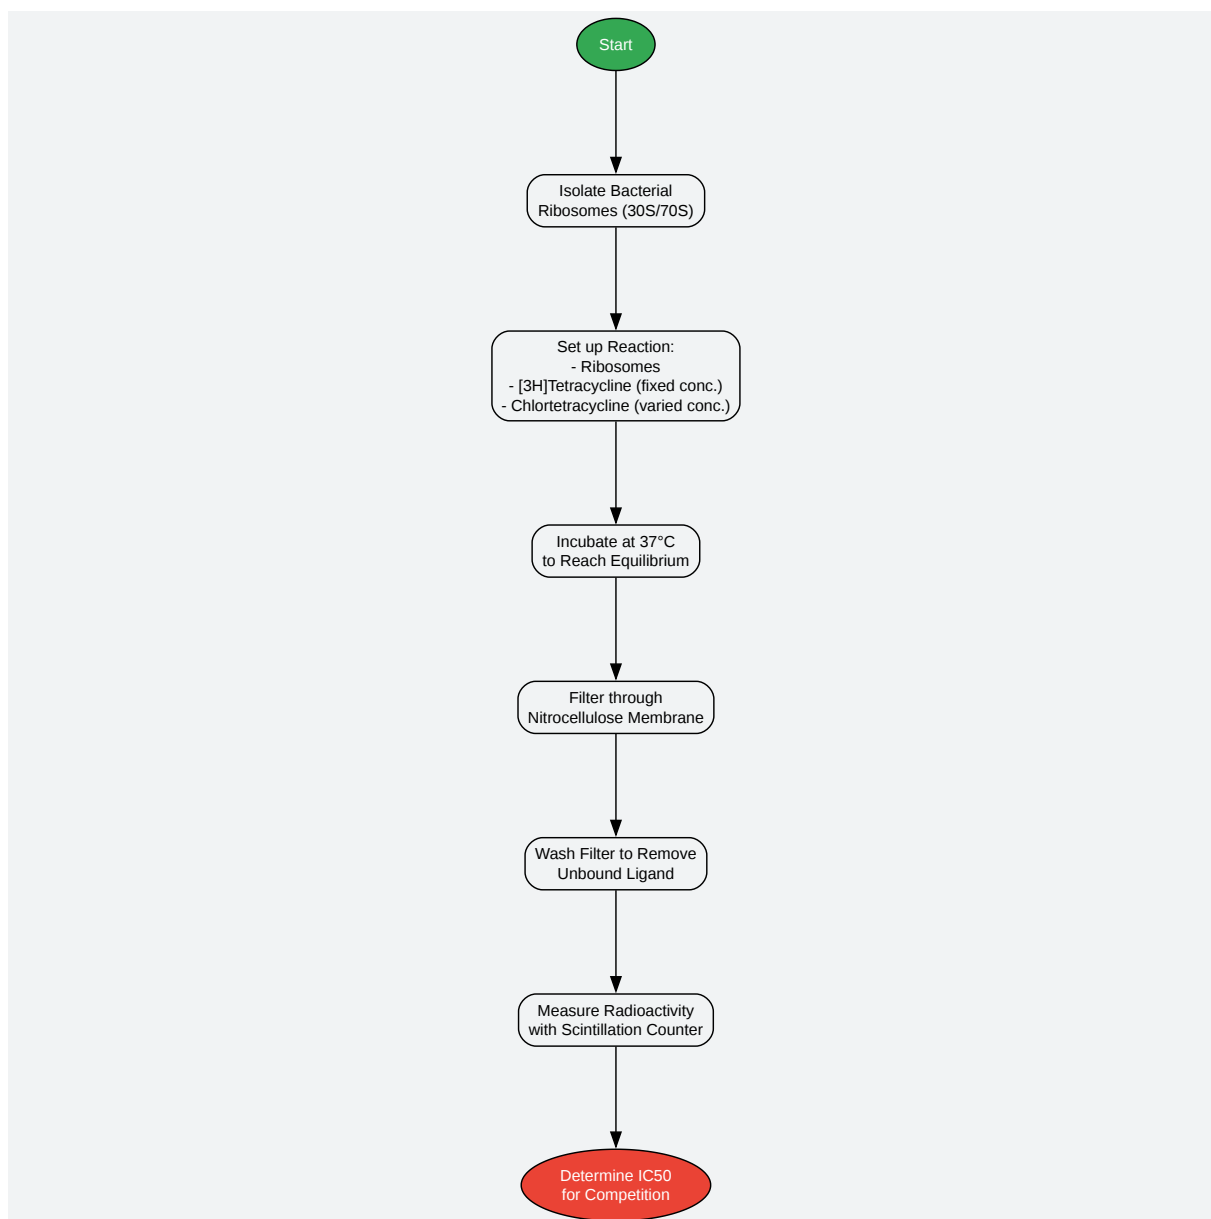 Start
Isolate Bacterial
Ribosomes (30S/70S)
Set up Reaction:
- Ribosomes
- [3H]Tetracycline (fixed conc.)
- Chlortetracycline (varied conc.)
Incubate at 37°C
to Reach Equilibrium
Filter through
Nitrocellulose Membrane
Wash Filter to Remove
Unbound Ligand
Measure Radioactivity
with Scintillation Counter
Determine IC50
for Competition